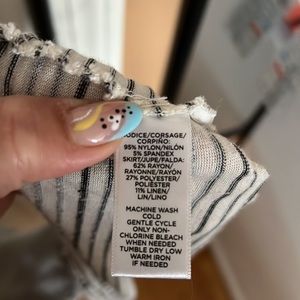 BODICE/CORSAGE/
CORPIÑO:
95% NYLON/NILÓN
5% SPANDEX
SKIRT/JUPE/FALDA:
62% RAYON/
RAYONNE/RAYÓN
27% POLYESTER/
POLIÉSTER
11% LINEN/
LIN/LINO
MACHINE WASH
COLD
GENTLE CYCLE
ONLY NON-
CHLORINE BLEACH
WHEN NEEDED
TUMBLE DRY LOW
WARM IRON
IF NEEDED